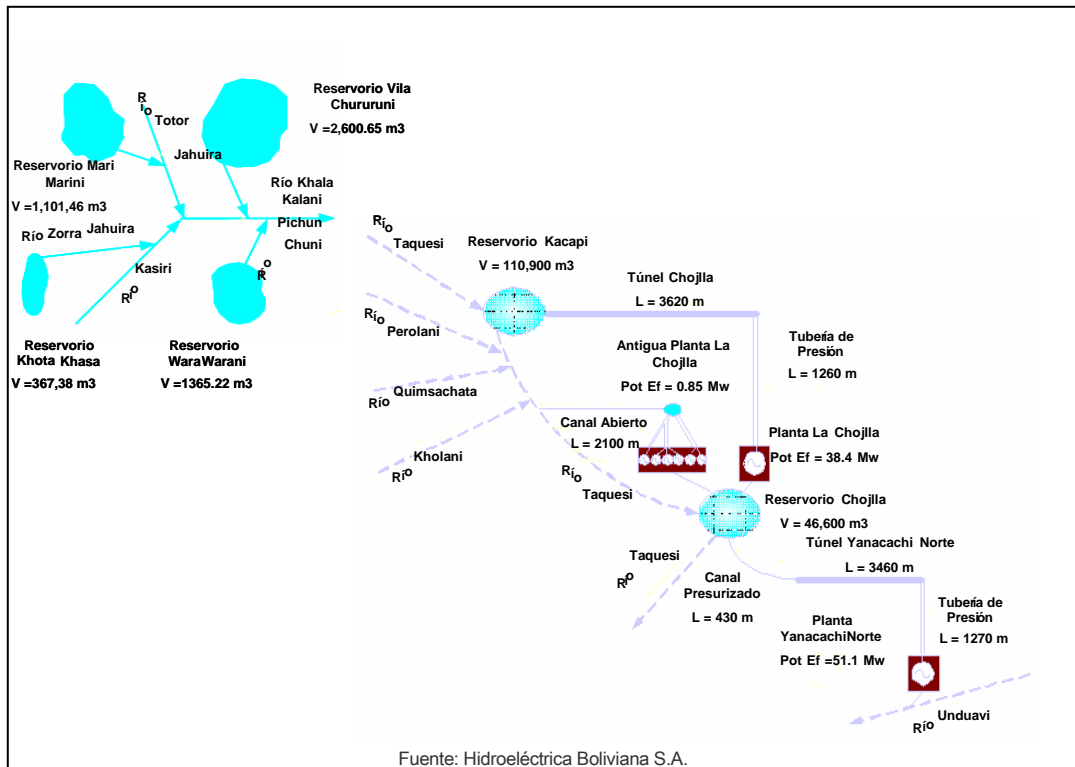 Reservorio Vila
Chururuni
V =2,600.65 m3
Río Totor
Jahuira
Reservorio Mari
Marini
V =1,101,46 m3
Río Khala
Kalani
Pichun
Chuni
Río
Río Zorra Jahuira
Kasiri
Río
Reservorio
Khota Khasa
V =367,38 m3
Reservorio
WaraWarani
V =1365.22 m3
Río Taquesi
Reservorio Kacapi
V = 110,900 m3
Túnel Chojlla
L = 3620 m
Río Perolani
Antigua Planta La
Chojlla
Pot Ef = 0.85 Mw
Tubería de
Presión
L = 1260 m
Río Quimsachata
Canal Abierto
L = 2100 m
Planta La Chojlla
Pot Ef = 38.4 Mw
Río Kholani
Río Taquesi
Reservorio Chojlla
V = 46,600 m3
Túnel Yanacachi Norte
L = 3460 m
Taquesi
Río
Canal
Presurizado
L = 430 m
Tubería de
Presión
L = 1270 m
Planta
YanacachiNorte
Pot Ef =51.1 Mw
Río Unduavi
Fuente: Hidroeléctrica Boliviana S.A.